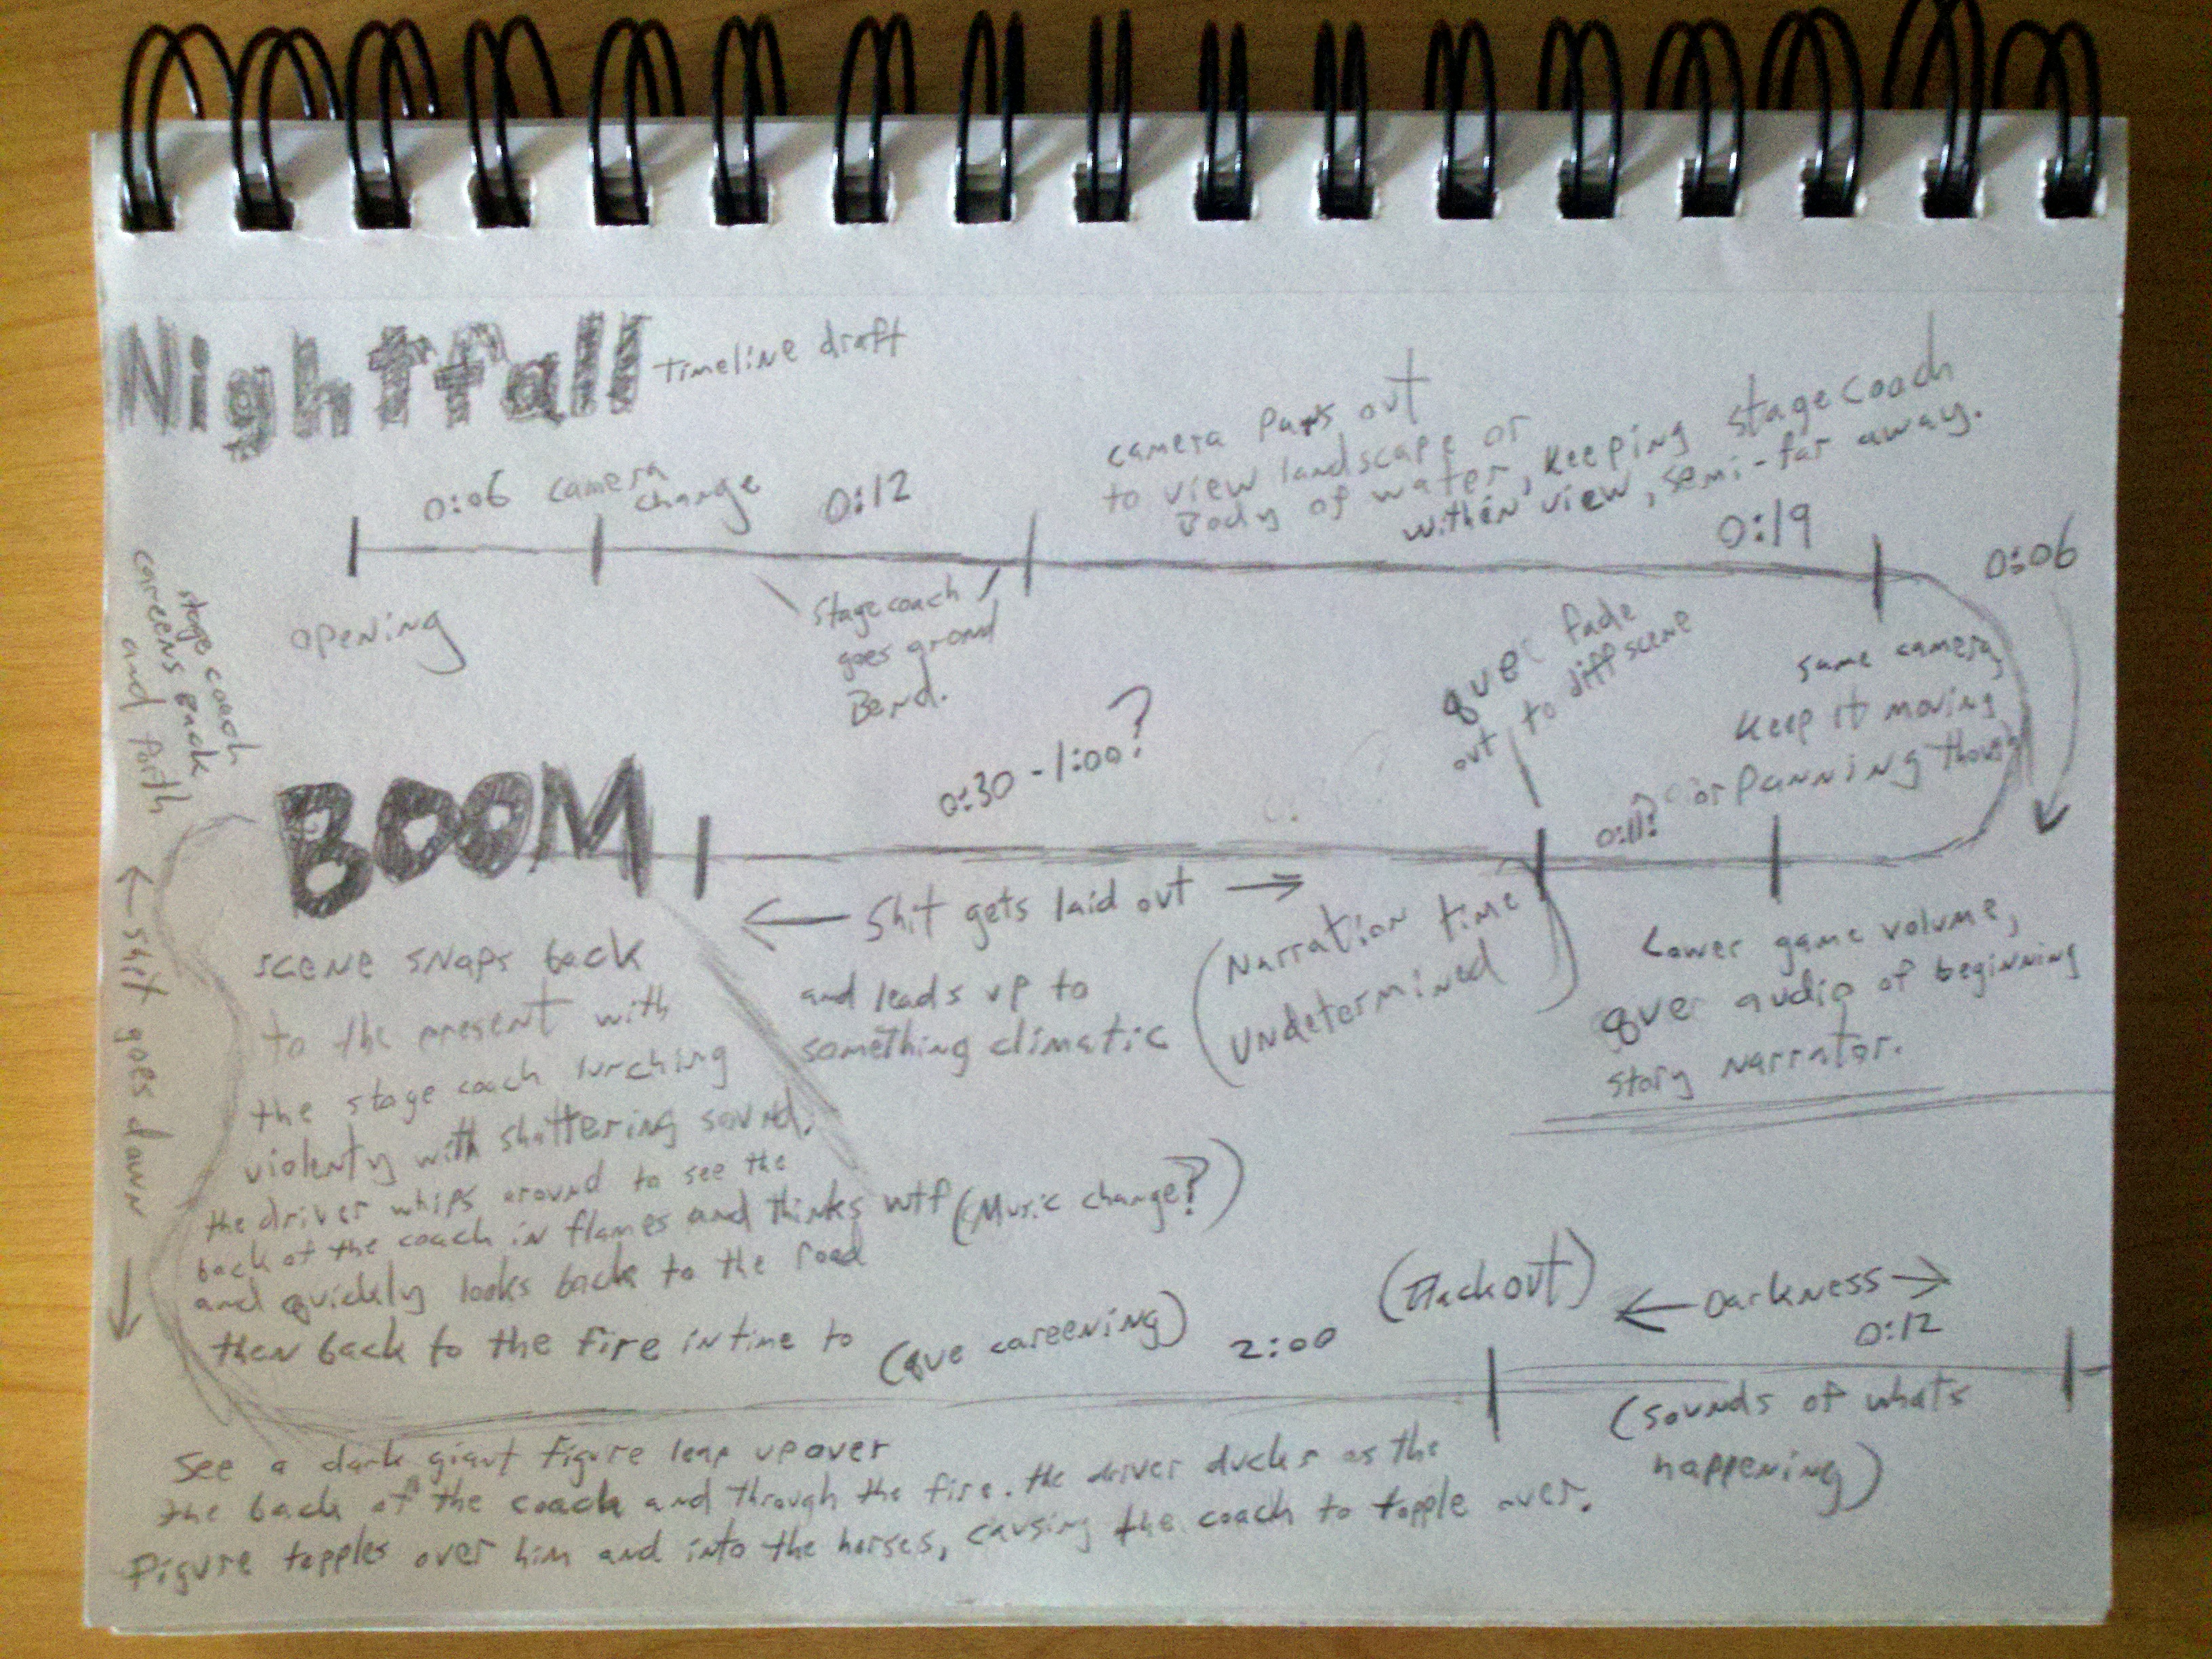 Nightfall timeline draft
0:06 camera
change
0:12
camera pans out
to view landscape or
Body of water, keeping stagecoach
within view, semi-far away.
0:19
0:06
opening
Stagecoach
goes
Bend.
que fade
out to diff scene
same camera,
keep it moving
or panning though
stage coach
careens back
and forth
BOOM
0:30 - 1:00?
0:11?
← Shit gets laid out →
and leads up to
something climatic
(Narration time
undetermined)
Lower game volume,
que audio of beginning
story narrator.
← shit goes down →
scene snaps back
to the present with
the stage coach lurching
violently with shattering sound.
the driver whips around to see the
back of the coach in flames and thinks wtf (Music change?)
and quickly looks back to the road
then back to the fire in time to (que careening)
2:00
(Blackout)
← Darkness →
0:12
(sounds of whats
happening)
See a dark giant figure leap up over
the back of the coach and through the fire. the driver ducks as the
figure topples over him and into the horses, causing the coach to topple over.